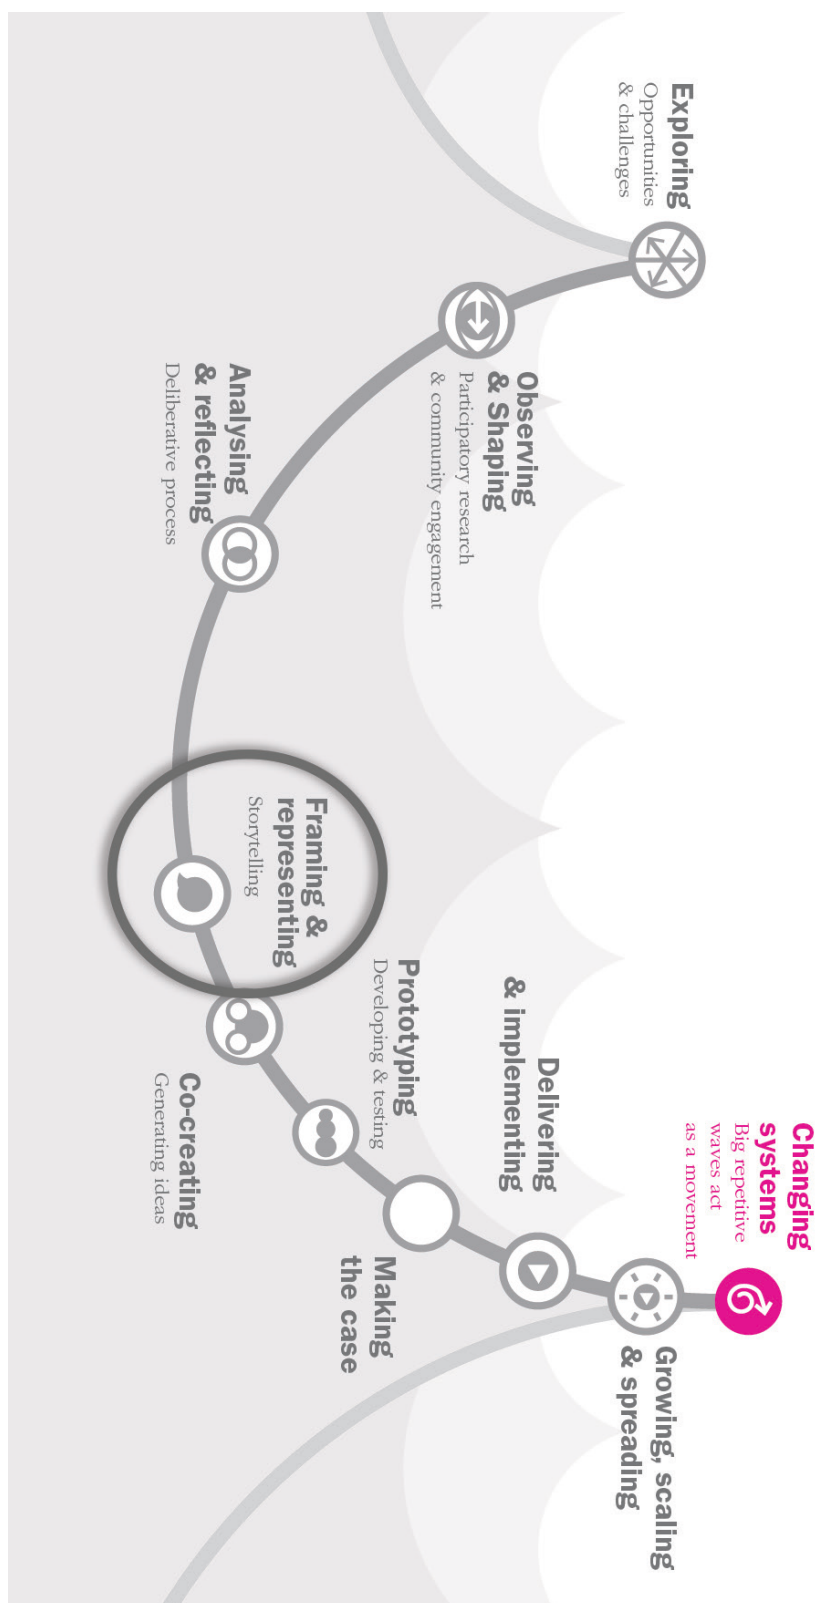 Exploring
Opportunities
& challenges
Observing
& Shaping
Participatory research
& community engagement
Analysing
& reflecting
Deliberative process
Framing &
representing
Storytelling
Co-creating
Generating ideas
Prototyping
Developing & testing
Making
the case
Delivering
& implementing
Growing, scaling
& spreading
Changing
systems
Big repetitive
waves act
as a movement